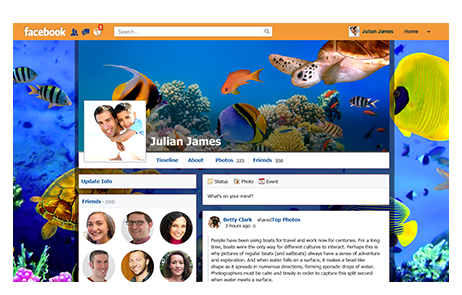 facebook
Search...
Julian James Home
Julian James
Timeline About Photos 225 Friends 358
Update Info
Status Photo Event
What's on your mind?
Friends
Betty Clark sharedTop Photos
3 hours ago
People have been using boats for travel and work now for centuries. For a long
time, boats were the only way for different cultures to interact. Perhaps this is
why pictures of regular boats (and sailboats) always have a sense of adventure
and exploration. And when water falls on a surface, it makes a bead-like
shape as it spreads in numerous directions, forming sporadic drops of water.
Photographers must be calm and timely in order to capture this split second
when water meets a surface.